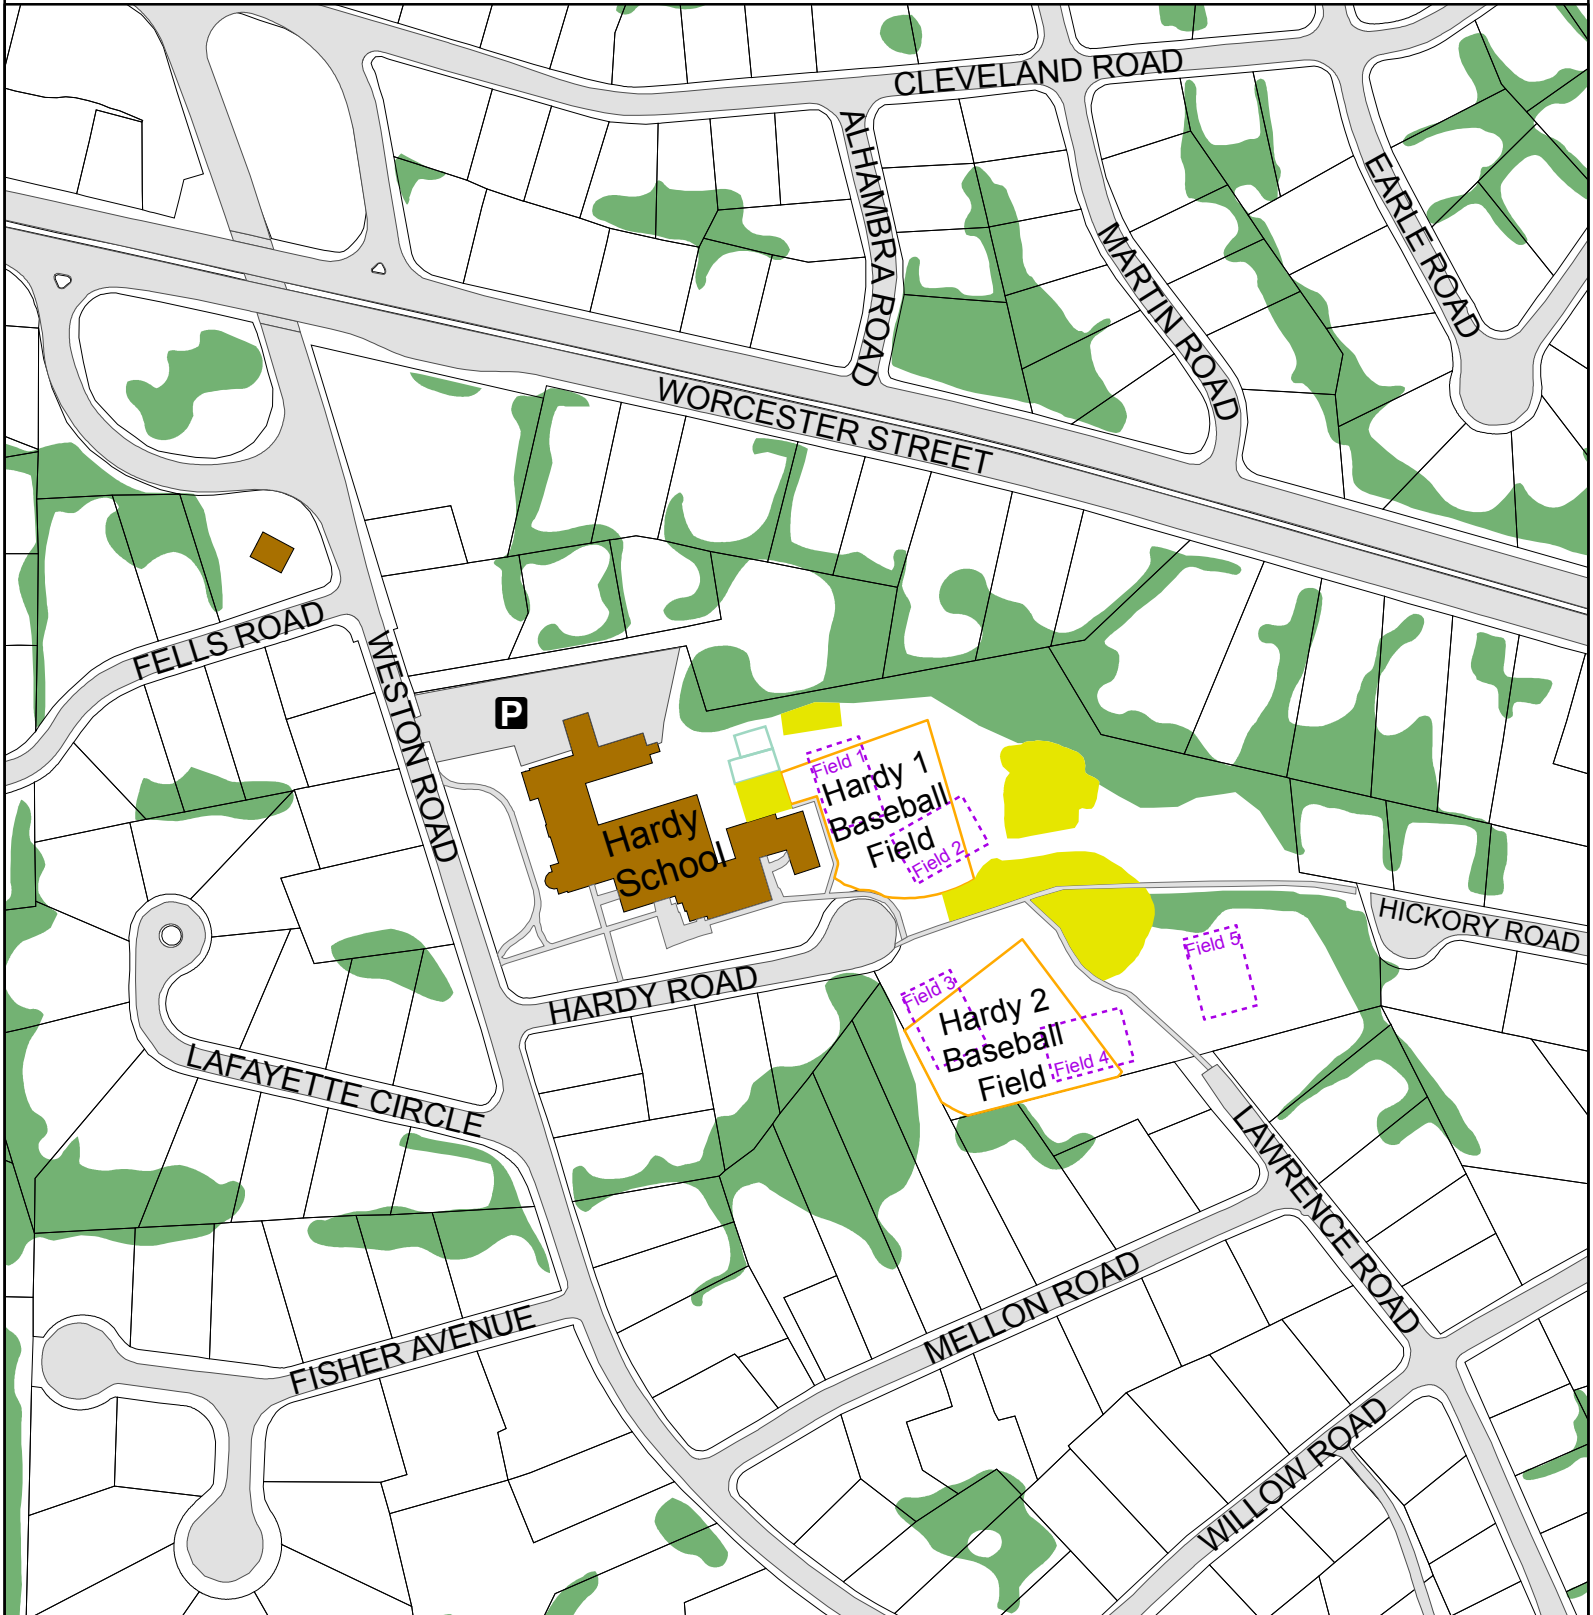 CLEVELAND ROAD
ALHAMBRA ROAD
EARLE ROAD
MARTIN ROAD
WORCESTER STREET
FELLS ROAD
WESTON ROAD
P
Field 1
Hardy 1
Baseball
Field
Field 2
Hardy
School
HICKORY ROAD
Field 5
HARDY ROAD
Field 3
Hardy 2
Baseball
Field
Field 4
LAFAYETTE CIRCLE
LAWRENCE ROAD
MELLON ROAD
FISHER AVENUE
WILLOW ROAD